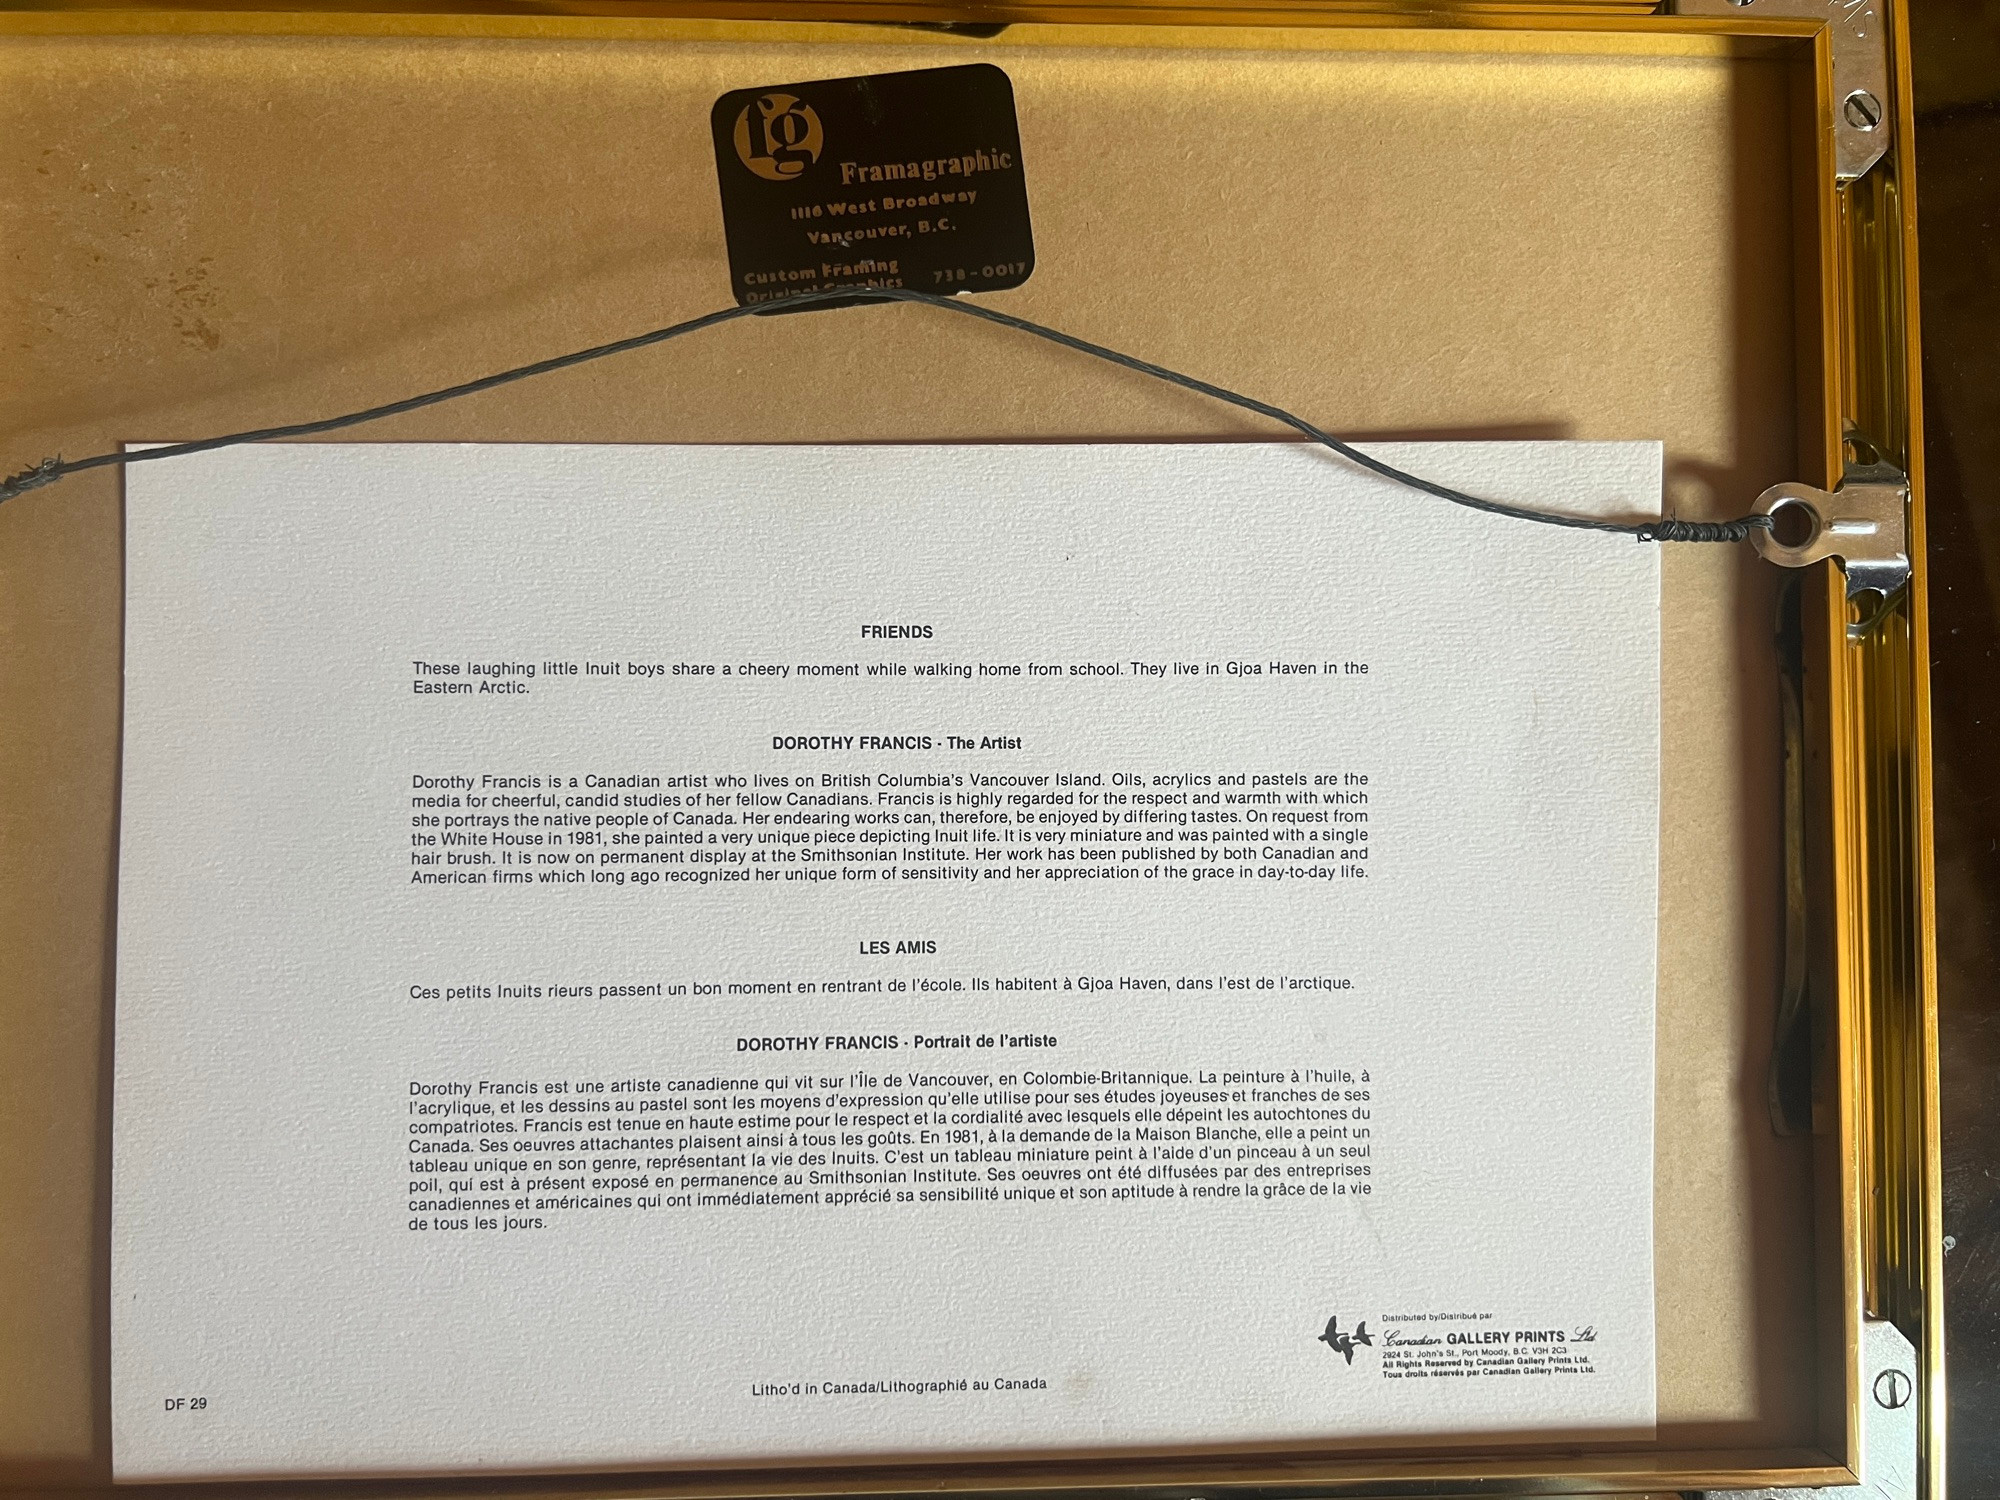 fg
Framagraphic
1116 West Broadway
Vancouver, B.C.
Custom Framing 738-0017
Original Graphics
FRIENDS
These laughing little Inuit boys share a cheery moment while walking home from school. They live in Gjoa Haven in the
Eastern Arctic.
DOROTHY FRANCIS - The Artist
Dorothy Francis is a Canadian artist who lives on British Columbia's Vancouver Island. Oils, acrylics and pastels are the
media for cheerful, candid studies of her fellow Canadians. Francis is highly regarded for the respect and warmth with which
she portrays the native people of Canada. Her endearing works can, therefore, be enjoyed by differing tastes. On request from
the White House in 1981, she painted a very unique piece depicting Inuit life. It is very miniature and was painted with a single
hair brush. It is now on permanent display at the Smithsonian Institute. Her work has been published by both Canadian and
American firms which long ago recognized her unique form of sensitivity and her appreciation of the grace in day-to-day life.
LES AMIS
Ces petits Inuits rieurs passent un bon moment en rentrant de l'école. Ils habitent à Gjoa Haven, dans l'est de l'arctique.
DOROTHY FRANCIS - Portrait de l'artiste
Dorothy Francis est une artiste canadienne qui vit sur l'Île de Vancouver, en Colombie-Britannique. La peinture à l'huile, à
l'acrylique, et les dessins au pastel sont les moyens d'expression qu'elle utilise pour ses études joyeuses et franches de ses
compatriotes. Francis est tenue en haute estime pour le respect et la cordialité avec lesquels elle dépeint les autochtones du
Canada. Ses oeuvres attachantes plaisent ainsi à tous les goûts. En 1981, à la demande de la Maison Blanche, elle a peint un
tableau unique en son genre, représentant la vie des Inuits. C'est un tableau miniature peint à l'aide d'un pinceau à un seul
poil, qui est à présent exposé en permanence au Smithsonian Institute. Ses oeuvres ont été diffusées par des entreprises
canadiennes et américaines qui ont immédiatement apprécié sa sensibilité unique et son aptitude à rendre la grâce de la vie
de tous les jours.
Distributed by/Distribué par
Canadian GALLERY PRINTS Ltd
2924 St. John's St., Port Moody, B.C. V3H 2C3
All Rights Reserved by Canadian Gallery Prints Ltd.
Tous droits réservés par Canadian Gallery Prints Ltd.
Litho'd in Canada/Lithographié au Canada
DF 29